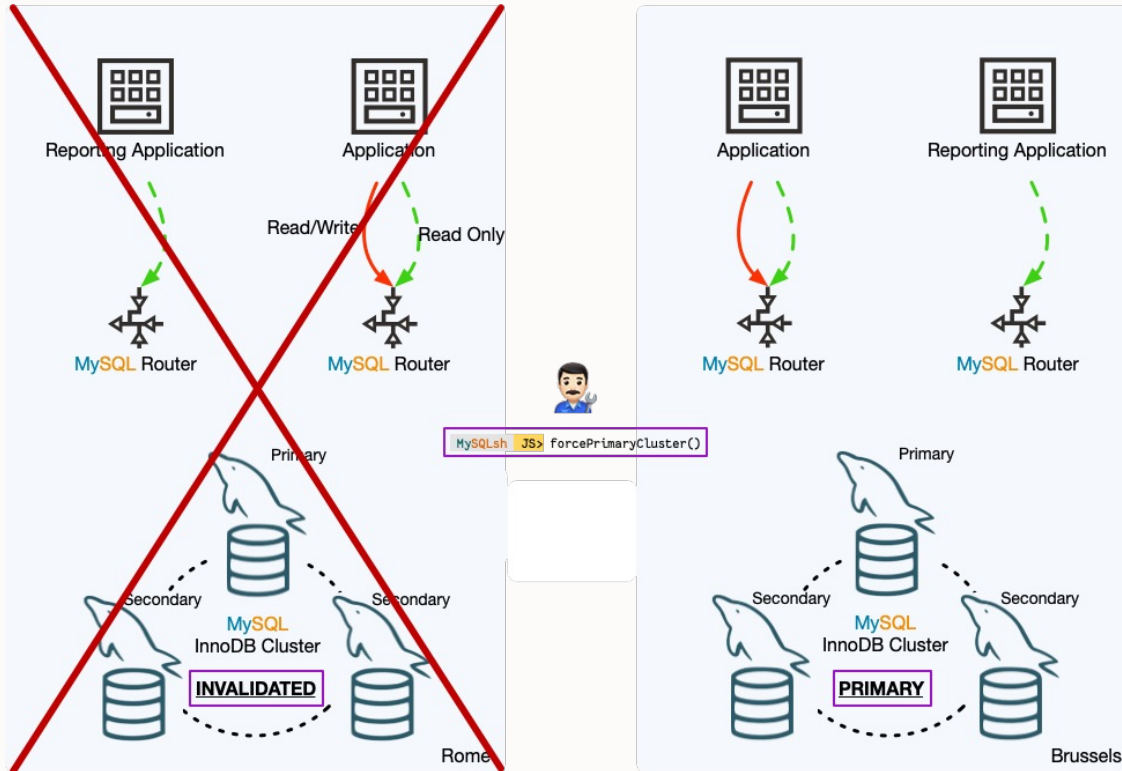 Reporting Application
Application
Read/Write
Read Only
MySQL Router
MySQL Router
Primary
Secondary
Secondary
MySQL
InnoDB Cluster
INVALIDATED
Rome
MySQLsh JS> forcePrimaryCluster()
Application
Reporting Application
MySQL Router
MySQL Router
Primary
Secondary
Secondary
MySQL
InnoDB Cluster
PRIMARY
Brussels